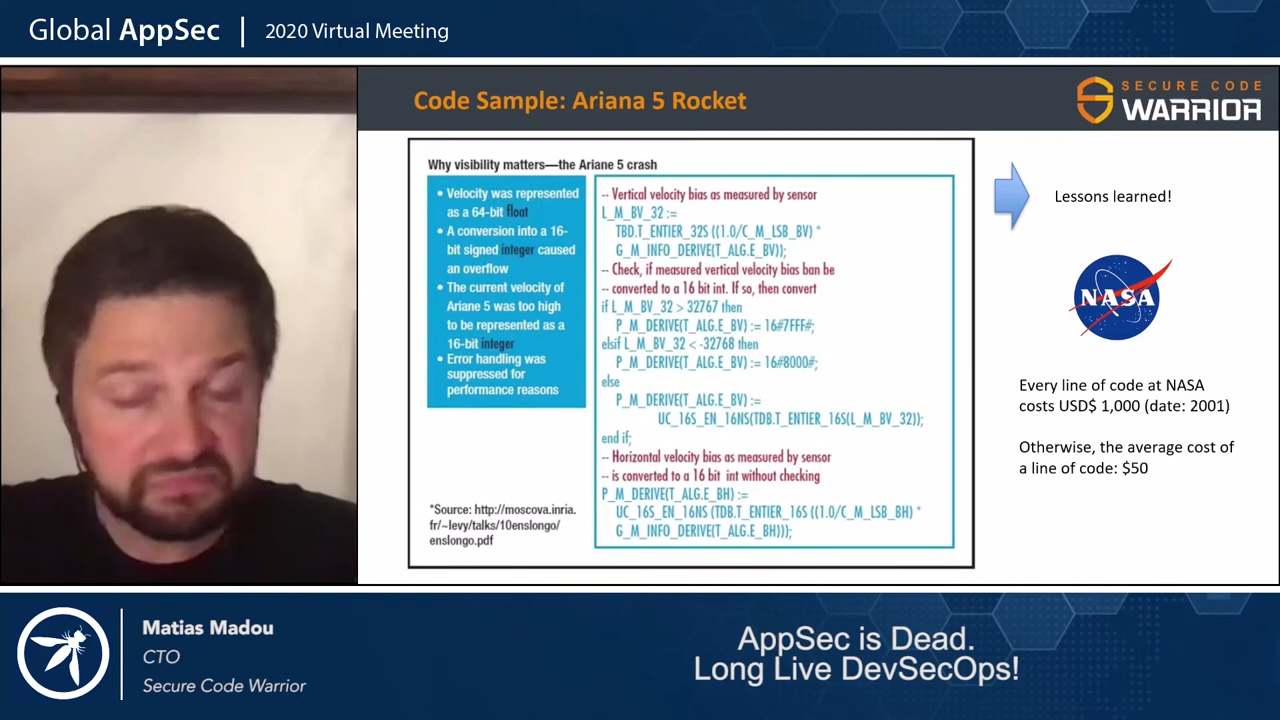 Global AppSec | 2020 Virtual Meeting
Code Sample: Ariana 5 Rocket
SECURE CODE
WARRIOR
Why visibility matters—the Ariane 5 crash
• Velocity was represented
as a 64-bit float
• A conversion into a 16-
bit signed integer caused
an overflow
• The current velocity of
Ariane 5 was too high
to be represented as a
16-bit integer
• Error handling was
suppressed for
performance reasons
*Source: http://moscova.inria.
fr/~levy/talks/10enslongo/
enslongo.pdf
-- Vertical velocity bias as measured by sensor
L_M_BV_32 :=
TBD.T_ENTIER_32S ((1.0/C_M_LSB_BV) *
G_M_INFO_DERIVE(T_ALG.E_BV));
-- Check, if measured vertical velocity bias ban be
-- converted to a 16 bit int. If so, then convert
if L_M_BV_32 > 32767 then
P_M_DERIVE(T_ALG.E_BV) := 16#7FFF#;
elsif L_M_BV_32 < -32768 then
P_M_DERIVE(T_ALG.E_BV) := 16#8000#;
else
P_M_DERIVE(T_ALG.E_BV) :=
UC_16S_EN_16NS(TDB.T_ENTIER_16S(L_M_BV_32));
end if;
-- Horizontal velocity bias as measured by sensor
-- is converted to a 16 bit int without checking
P_M_DERIVE(T_ALG.E_BH) :=
UC_16S_EN_16NS (TDB.T_ENTIER_16S ((1.0/C_M_LSB_BH) *
G_M_INFO_DERIVE(T_ALG.E_BH)));
Lessons learned!
NASA
Every line of code at NASA
costs USD$ 1,000 (date: 2001)
Otherwise, the average cost of
a line of code: $50
Matias Madou
CTO
Secure Code Warrior
AppSec is Dead.
Long Live DevSecOps!